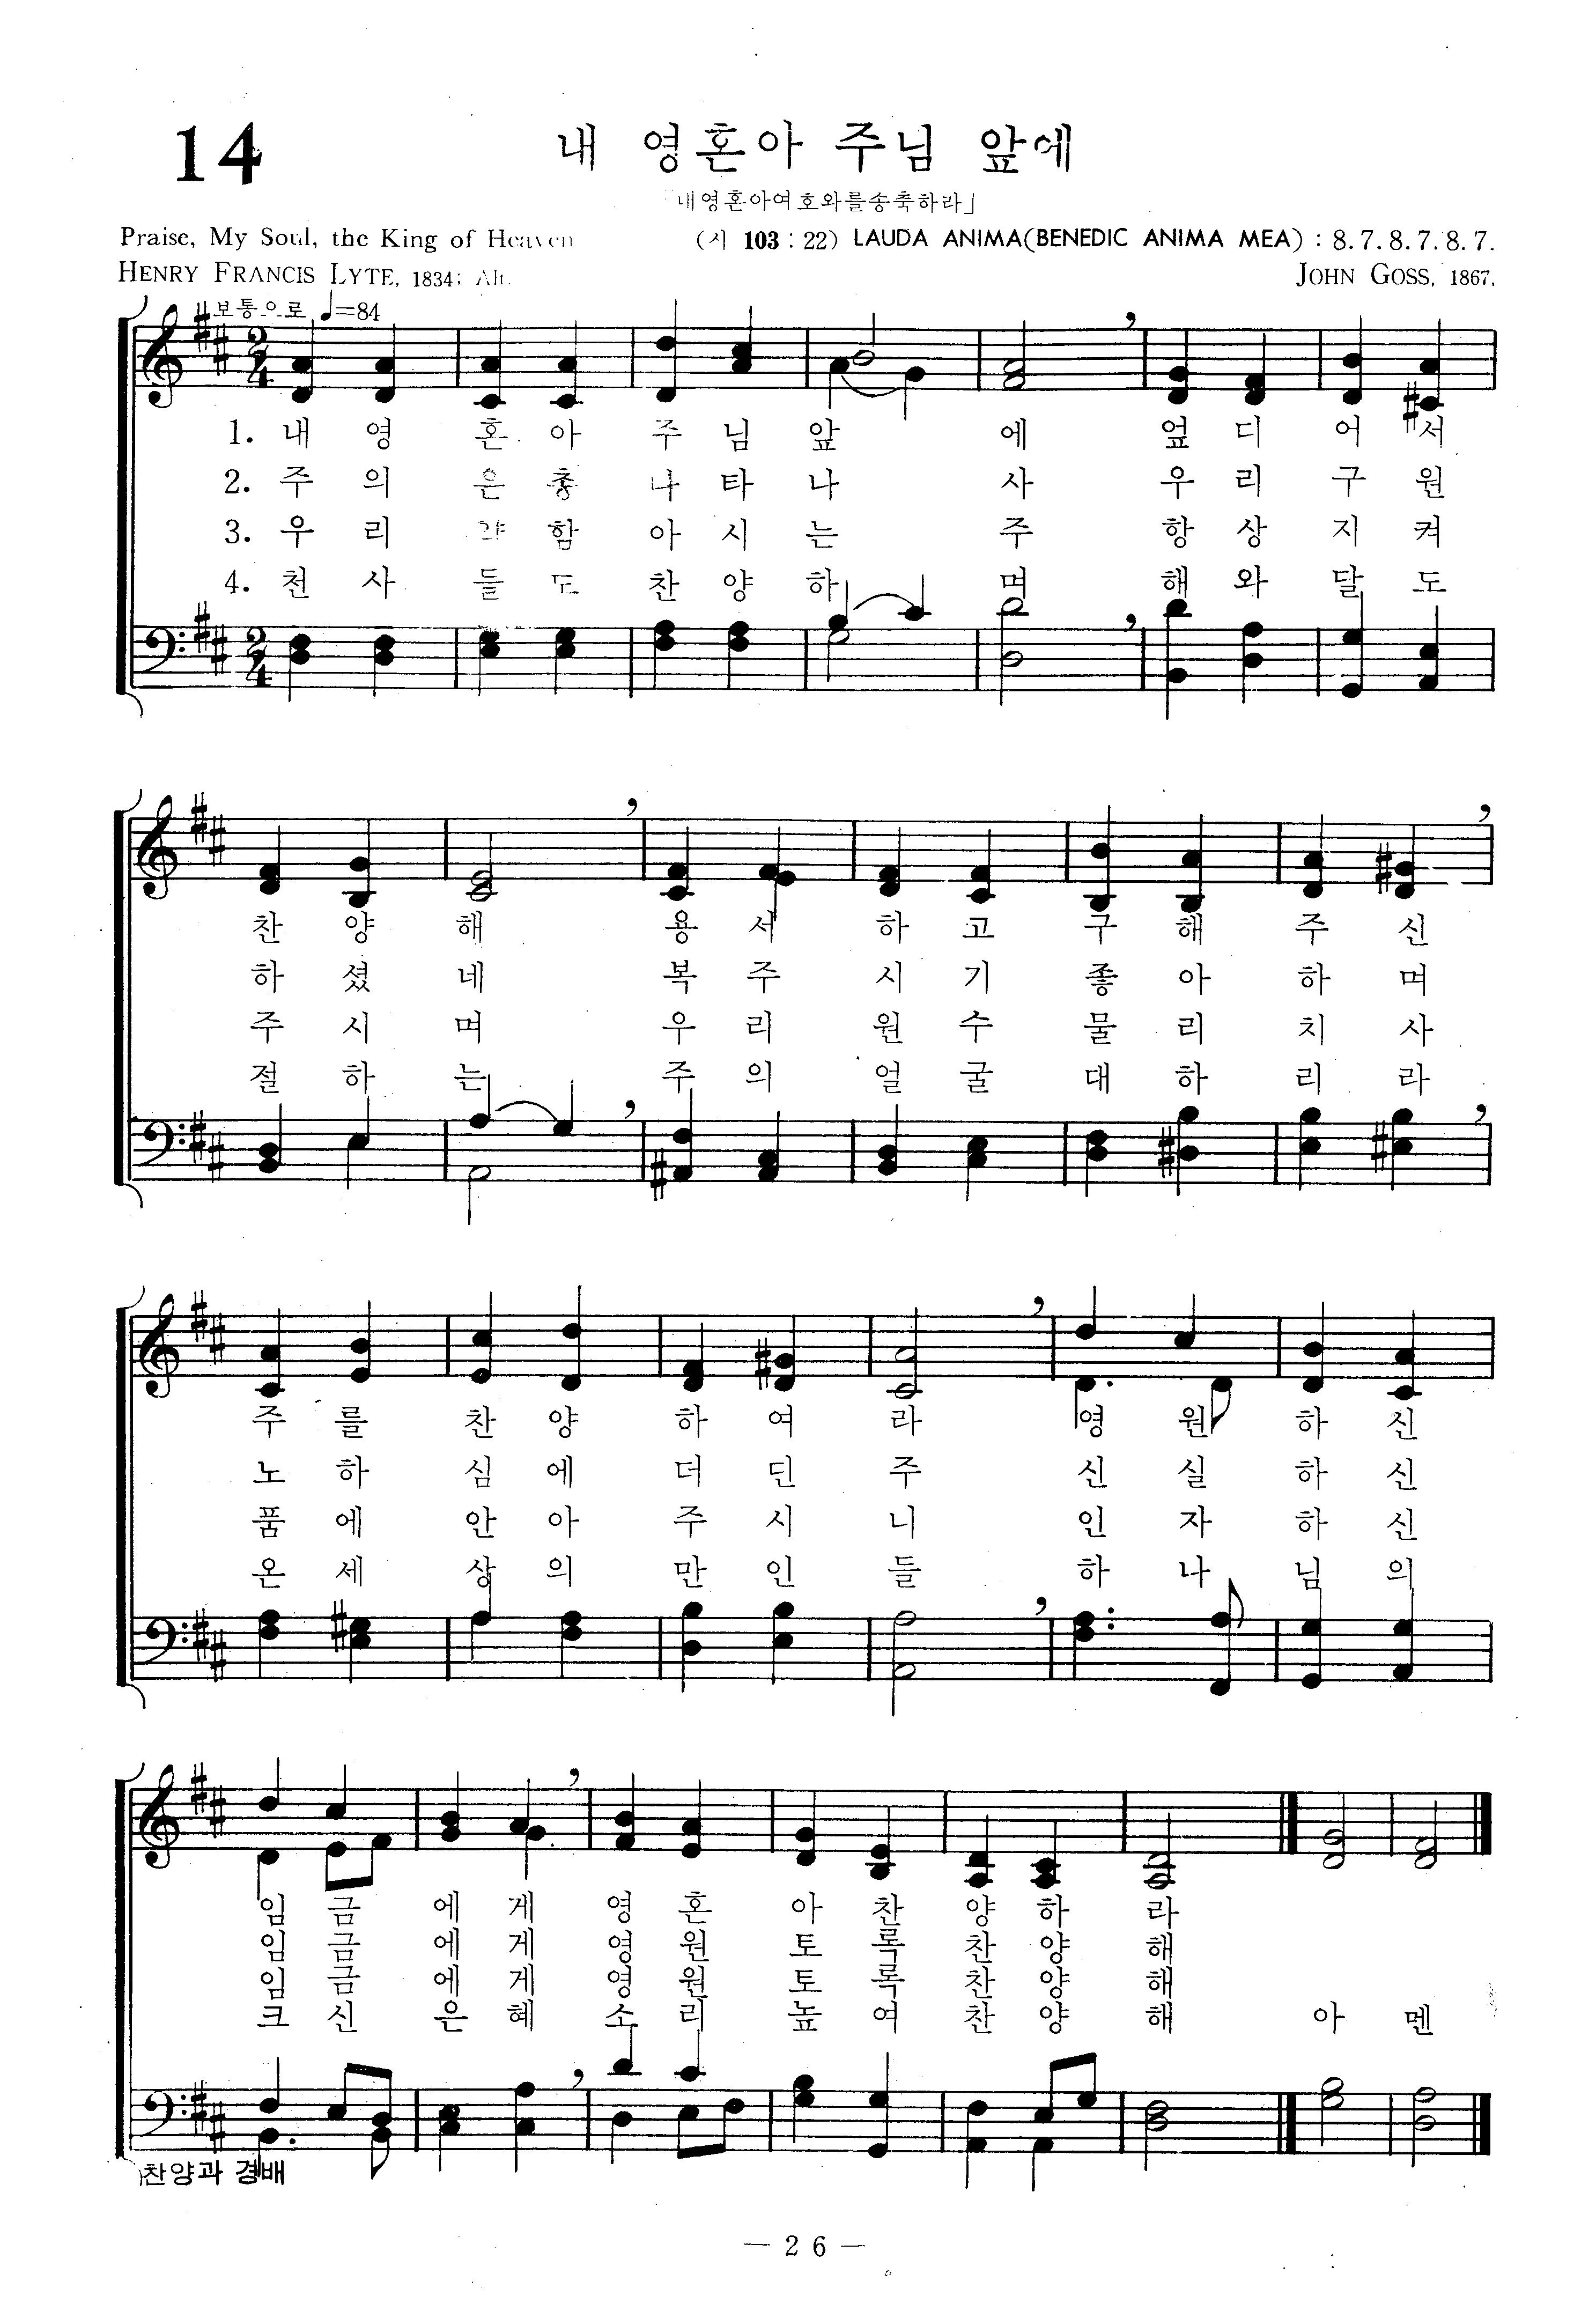 14
내 영혼아 주님 앞에
「내영혼아여호와를송축하라」
Praise, My Soul, the King of Heaven
(시 103 : 22) LAUDA ANIMA(BENEDIC ANIMA MEA) : 8. 7. 8. 7. 8. 7.
HENRY FRANCIS LYTE, 1834; Alt.
JOHN GOSS, 1867.
보통으로 ♩=84
1. 내 영 혼 아 주 님 앞 에 엎 디 어 서
2. 주 의 은 총 나 타 나 사 우 리 구 원
3. 우 리 약 함 아 시 는 주 항 상 지 켜
4. 천 사 들 도 찬 양 하 며 해 와 달 도
찬 양 해 용 서 하 고 구 해 주 신
하 셨 네 복 주 시 기 좋 아 하 며
주 시 며 우 리 원 수 물 리 치 사
절 하 는 주 의 얼 굴 대 하 리 라
주 를 찬 양 하 여 라 영 원 하 신
노 하 심 에 더 딘 주 신 실 하 신
품 에 안 아 주 시 니 인 자 하 신
온 세 상 의 만 인 들 하 나 님 의
임 금 에 게 영 혼 아 찬 양 하 라
임 금 에 게 영 원 토 록 찬 양 해
임 금 에 게 영 원 토 록 찬 양 해
크 신 은 혜 소 리 높 여 찬 양 해 아 멘
찬양과 경배
— 2 6 —